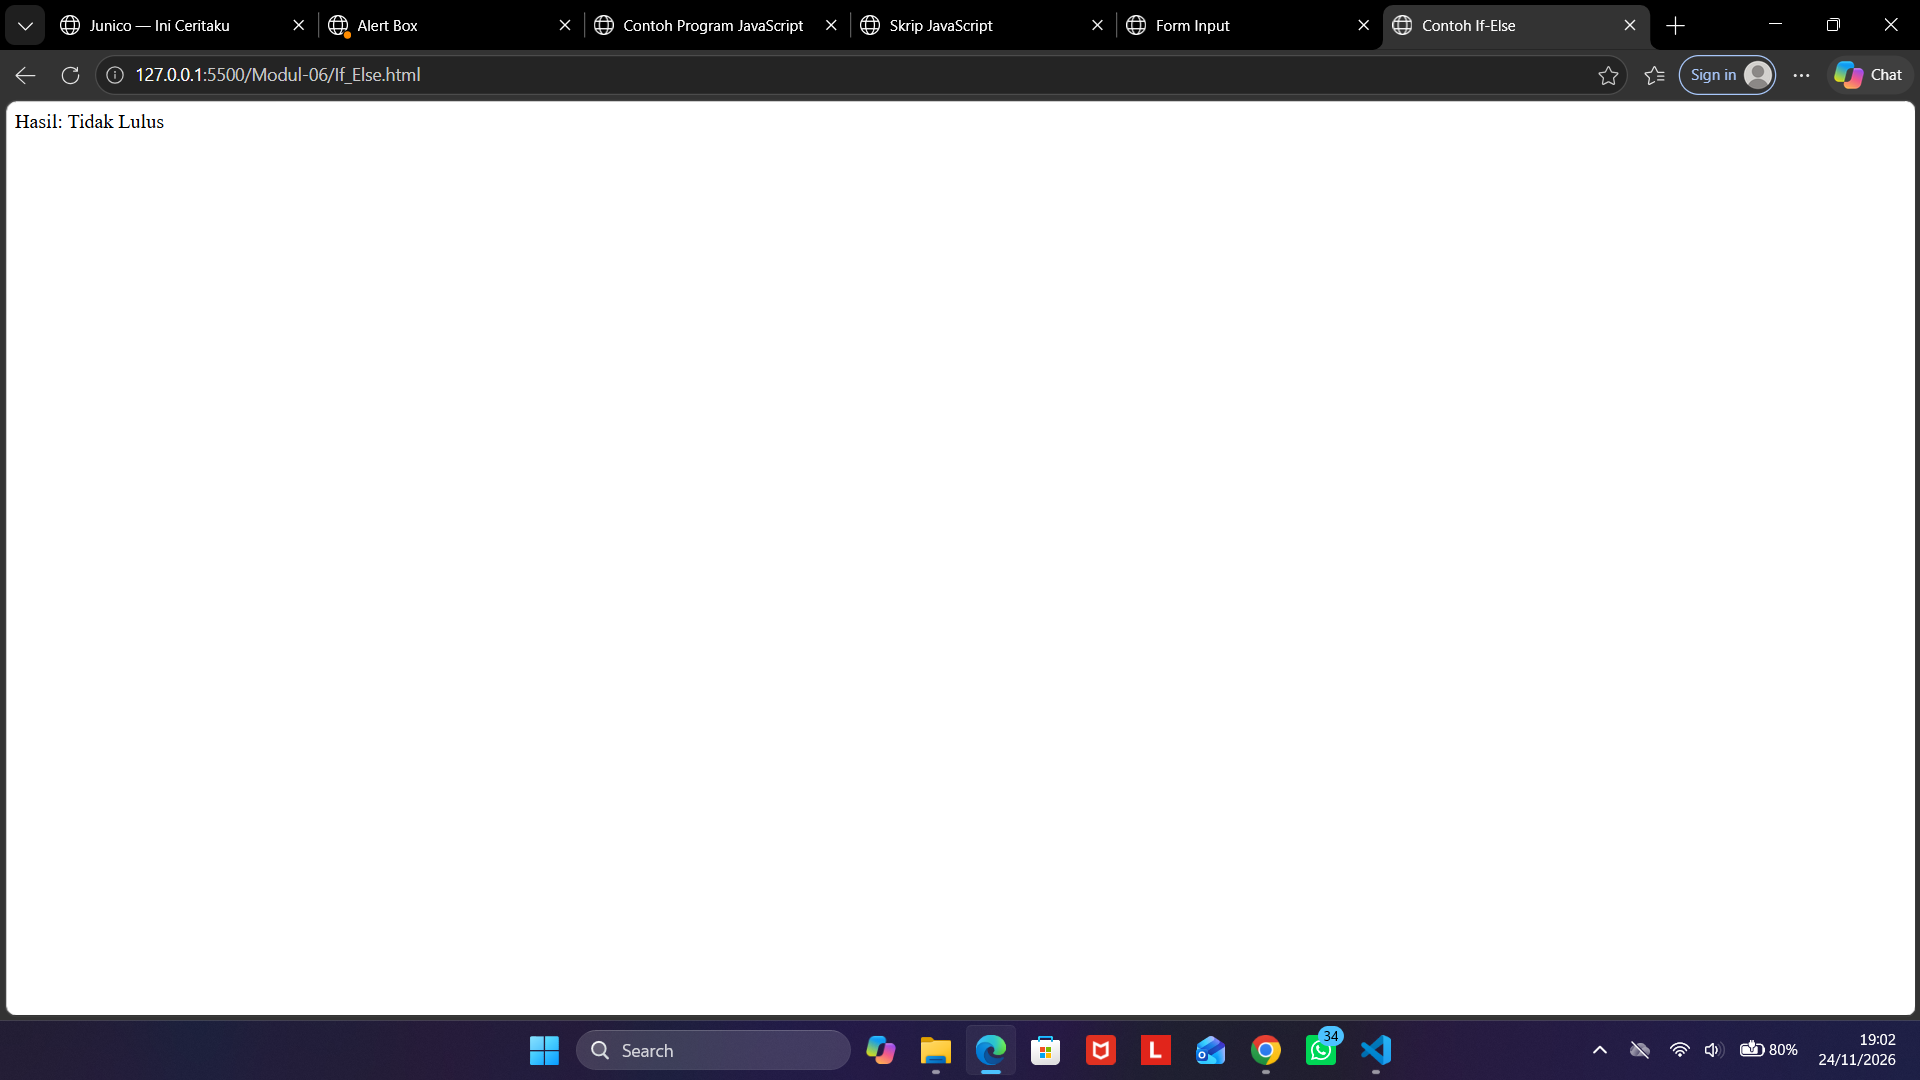 Junico — Ini Ceritaku
Alert Box
Contoh Program JavaScript
Skrip JavaScript
Form Input
Contoh If-Else
127.0.0.1:5500/Modul-06/If_Else.html
Sign in
Chat
Hasil: Tidak Lulus
Search
34
80%
19:02
24/11/2026